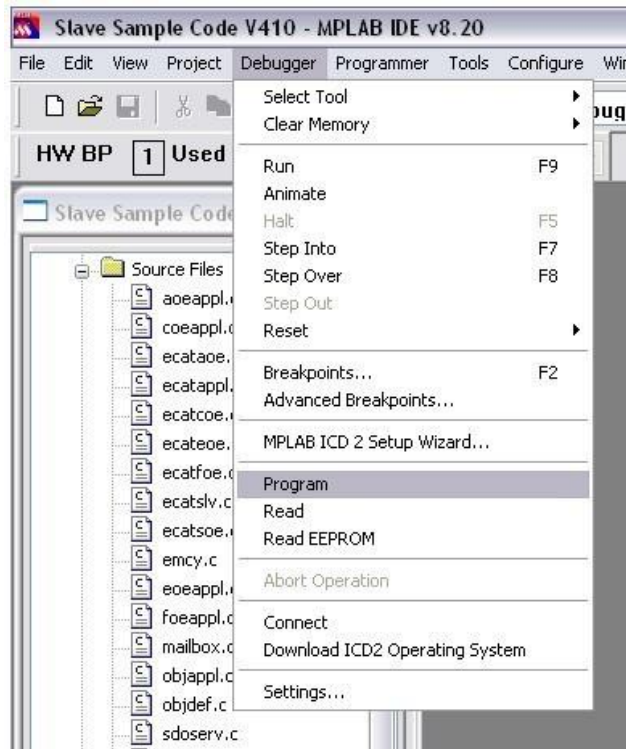 Slave Sample Code V410 - MPLAB IDE v8.20
File Edit View Project Debugger Programmer Tools Configure
HW BP 1 Used
Slave Sample Code
Source Files
aoeappl.
coeappl.c
ecataoe.
ecatappl.
ecatcoe.
ecateoe.
ecatfoe.c
ecatslv.c
ecatsoe.
emcy.c
eoeappl.
foeappl.c
mailbox.c
objappl.c
objdef.c
sdoserv.c
Select Tool
Clear Memory
Run F9
Animate
Halt F5
Step Into F7
Step Over F8
Step Out
Reset
Breakpoints... F2
Advanced Breakpoints...
MPLAB ICD 2 Setup Wizard...
Program
Read
Read EEPROM
Abort Operation
Connect
Download ICD2 Operating System
Settings...